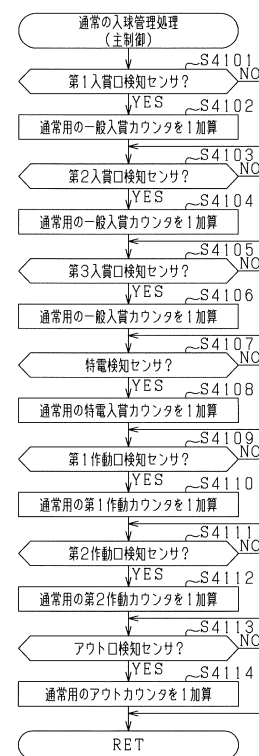 通常の入球管理処理
(主制御)
S4101
第1入賞口検知センサ?
NO
YES
S4102
通常用の一般入賞カウンタを1加算
S4103
第2入賞口検知センサ?
NO
YES
S4104
通常用の一般入賞カウンタを1加算
S4105
第3入賞口検知センサ?
NO
YES
S4106
通常用の一般入賞カウンタを1加算
S4107
特電検知センサ?
NO
YES
S4108
通常用の特電入賞カウンタを1加算
S4109
第1作動口検知センサ?
NO
YES
S4110
通常用の第1作動カウンタを1加算
S4111
第2作動口検知センサ?
NO
YES
S4112
通常用の第2作動カウンタを1加算
S4113
アウト口検知センサ?
NO
YES
S4114
通常用のアウトカウンタを1加算
RET